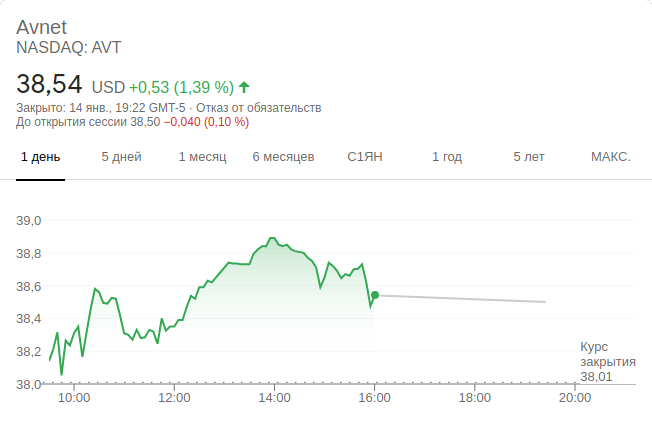 Avnet
NASDAQ: AVT
38,54 USD +0,53 (1,39 %)
Закрыто: 14 янв., 19:22 GMT-5 · Отказ от обязательств
До открытия сессии 38,50 −0,040 (0,10 %)
1 день 5 дней 1 месяц 6 месяцев С1ЯН 1 год 5 лет МАКС.
39,0
38,8
38,6
38,4
38,2
38,0
Курс
закрытия
38,01
10:00 12:00 14:00 16:00 18:00 20:00